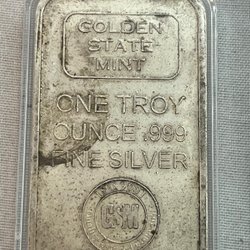 GOLDEN
STATE
MINT
ONE TROY
OUNCE .999
FINE SILVER
GSM